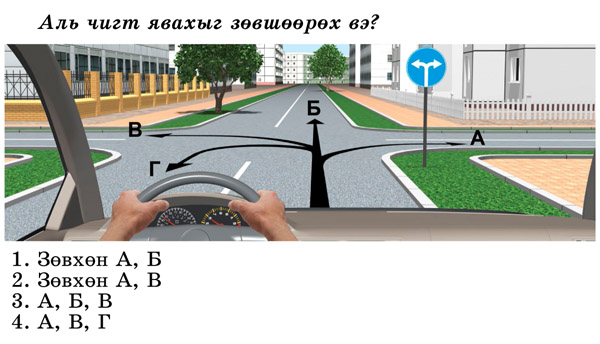 Аль чигт явахыг зөвшөөрөх вэ?
Б
В
А
Г
1. Зөвхөн А, Б
2. Зөвхөн А, В
3. А, Б, В
4. А, В, Г